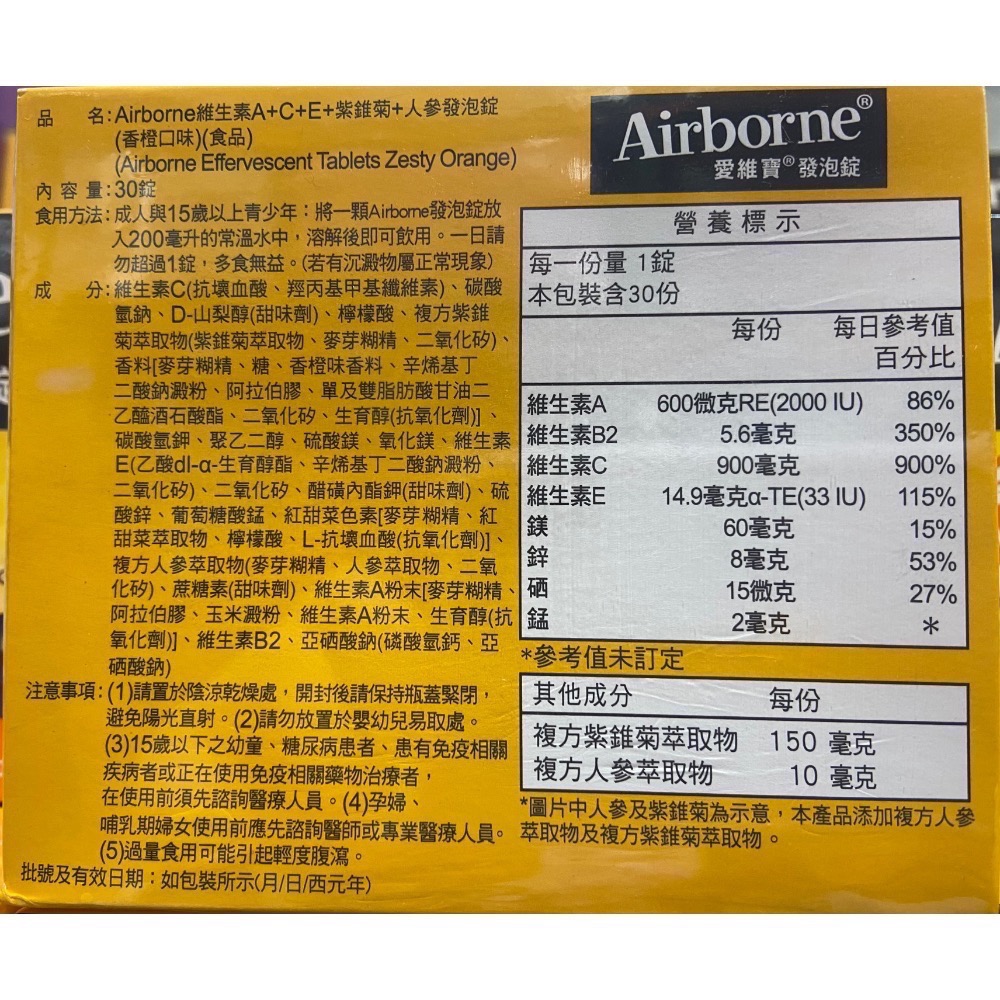 品 名:Airborne維生素A+C+E+紫錐菊+人參發泡錠
(香橙口味)(食品)
(Airborne Effervescent Tablets Zesty Orange)
內 容 量:30錠
食用方法:成人與15歲以上青少年:將一顆Airborne發泡錠放
入200毫升的常溫水中,溶解後即可飲用。一日請
勿超過1錠,多食無益。(若有沉澱物屬正常現象)
成 分:維生素C(抗壞血酸、羥丙基甲基纖維素)、碳酸
氫鈉、D-山梨醇(甜味劑)、檸檬酸、複方紫錐
菊萃取物(紫錐菊萃取物、麥芽糊精、二氧化矽)、
香料[麥芽糊精、糖、香橙味香料、辛烯基丁
二酸鈉澱粉、阿拉伯膠、單及雙脂肪酸甘油二
乙醯酒石酸酯、二氧化矽、生育醇(抗氧化劑)]、
碳酸氫鉀、聚乙二醇、硫酸鎂、氧化鎂、維生素
E(乙酸dl-α-生育醇酯、辛烯基丁二酸鈉澱粉、
二氧化矽)、二氧化矽、醋磺內酯鉀(甜味劑)、硫
酸鋅、葡萄糖酸錳、紅甜菜色素[麥芽糊精、紅
甜菜萃取物、檸檬酸、L-抗壞血酸(抗氧化劑)]、
複方人參萃取物(麥芽糊精、人參萃取物、二氧
化矽)、蔗糖素(甜味劑)、維生素A粉末[麥芽糊精、
阿拉伯膠、玉米澱粉、維生素A粉末、生育醇(抗
氧化劑)]、維生素B2、亞硒酸鈉(磷酸氫鈣、亞
硒酸鈉)
注意事項:(1)請置於陰涼乾燥處,開封後請保持瓶蓋緊閉,
避免陽光直射。(2)請勿放置於嬰幼兒易取處。
(3)15歲以下之幼童、糖尿病患者、患有免疫相關
疾病者或正在使用免疫相關藥物治療者,
在使用前須先諮詢醫療人員。(4)孕婦、
哺乳期婦女使用前應先諮詢醫師或專業醫療人員。
(5)過量食用可能引起輕度腹瀉。
批號及有效日期:如包裝所示(月/日/西元年)
Airborne®
愛維寶®發泡錠
營養標示
每一份量 1錠
本包裝含30份
每份 每日參考值
百分比
維生素A 600微克RE(2000 IU) 86%
維生素B2 5.6毫克 350%
維生素C 900毫克 900%
維生素E 14.9毫克α-TE(33 IU) 115%
鎂 60毫克 15%
鋅 8毫克 53%
硒 15微克 27%
錳 2毫克 *
*參考值未訂定
其他成分 每份
複方紫錐菊萃取物 150 毫克
複方人參萃取物 10 毫克
*圖片中人參及紫錐菊為示意,本產品添加複方人參
萃取物及複方紫錐菊萃取物。